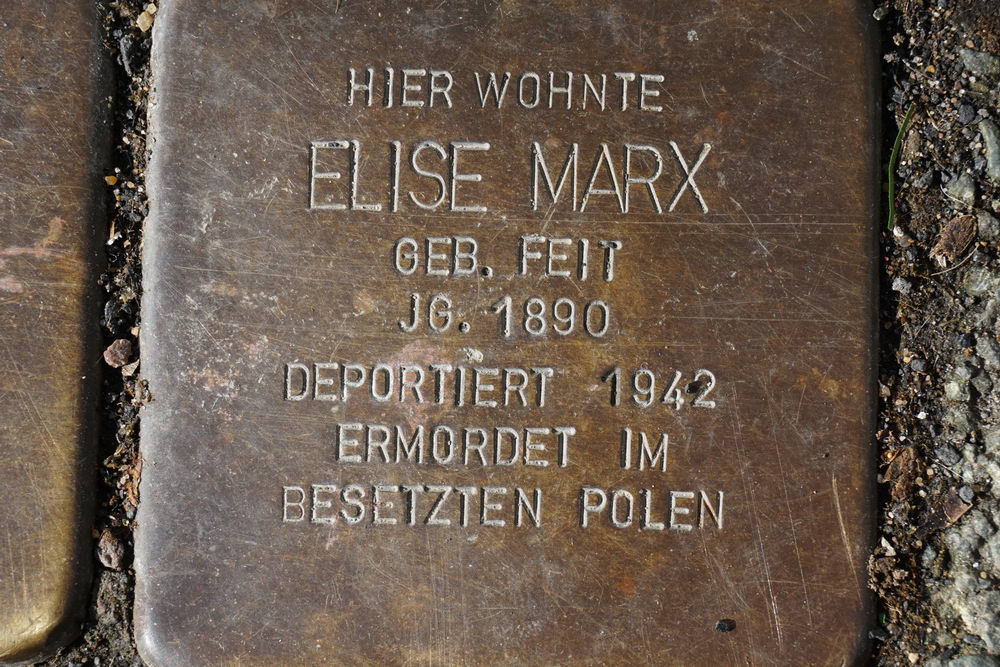 HIER WOHNTE
ELISE MARX
GEB. FEIT
JG. 1890
DEPORTIERT 1942
ERMORDET IM
BESETZTEN POLEN